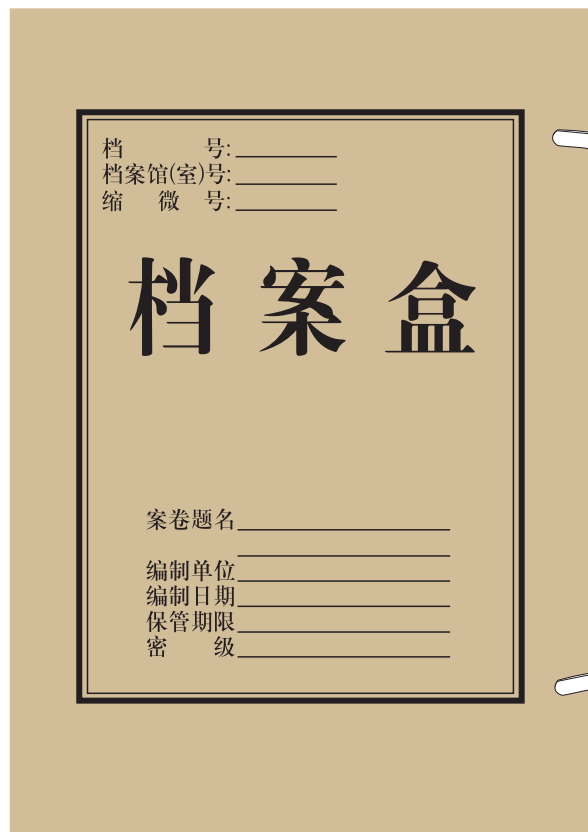 档 号:
档案馆(室)号:
缩 微 号:
档案盒
案卷题名
编制单位
编制日期
保管期限
密 级